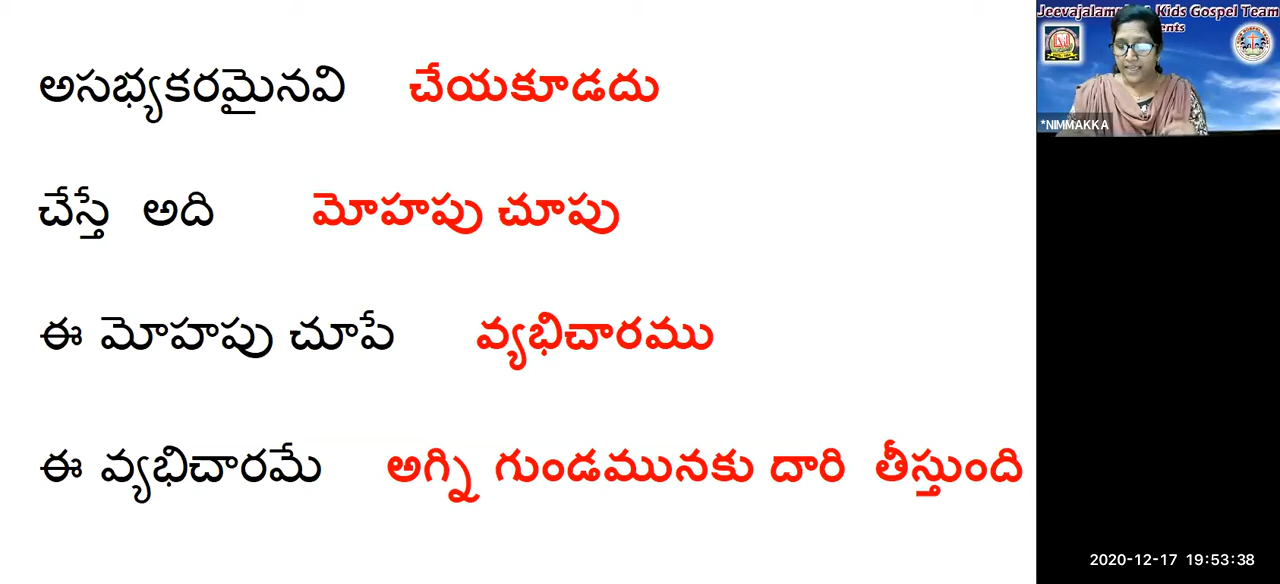 అసభ్యకరమైనవి చేయకూడదు
చేస్తే అది మోహపు చూపు
ఈ మోహపు చూపే వ్యభిచారము
ఈ వ్యభిచారమే అగ్ని గుండమునకు దారి తీస్తుంది
Kids Gospel Team
*NIMMAKKA
2020-12-17 19:53:38